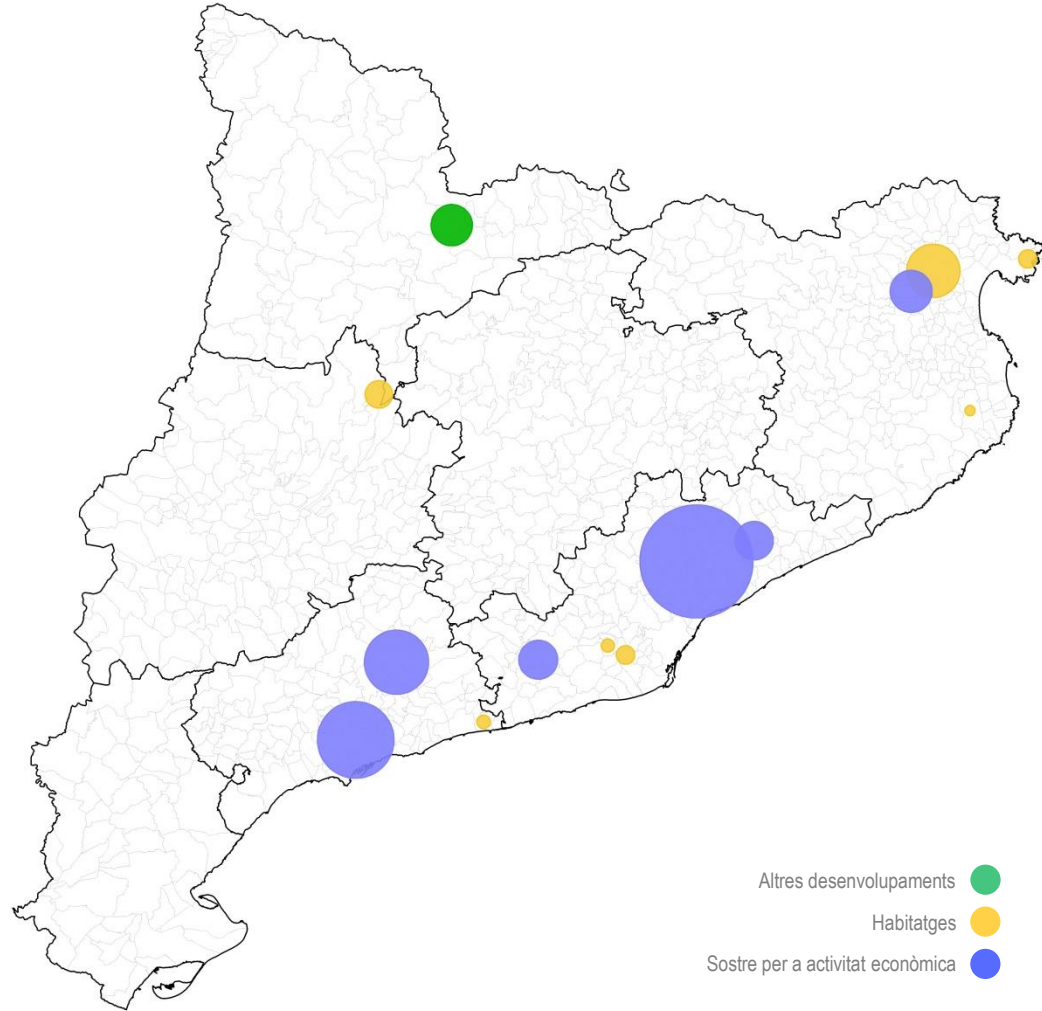 Altres desenvolupaments
Habitatges
Sostre per a activitat econòmica